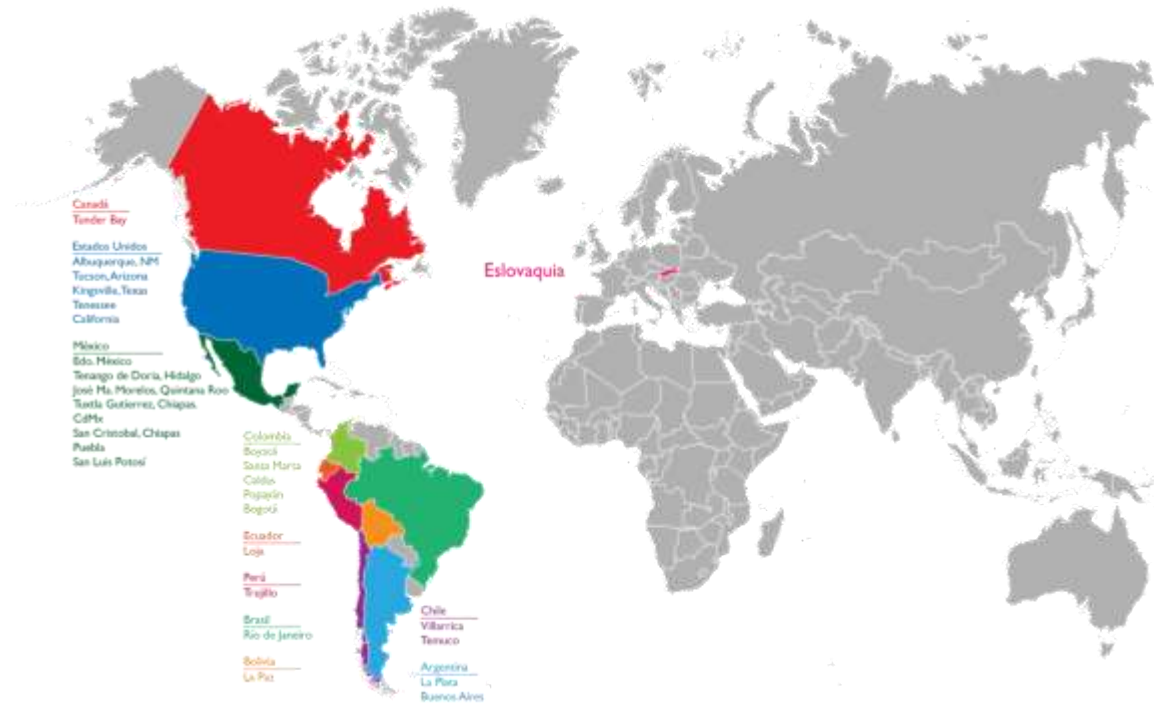 Canadá
Tunder Bay
Estados Unidos
Albuquerque, NM
Tucson, Arizona
Kingsville, Texas
Tenessee
California
México
Edo. México
Tenango de Doria, Hidalgo
José Ma. Morelos, Quintana Roo
Tuxtla Gutierrez, Chiapas.
CdMx
San Cristobal, Chiapas
Puebla
San Luis Potosí
Eslovaquia
Colombia
Boyacá
Santa Marta
Caldas
Popayán
Bogotá
Ecuador
Loja
Perú
Trujillo
Brasil
Rio de Janeiro
Bolivia
La Paz
Chile
Villarrica
Temuco
Argentina
La Plata
Buenos Aires